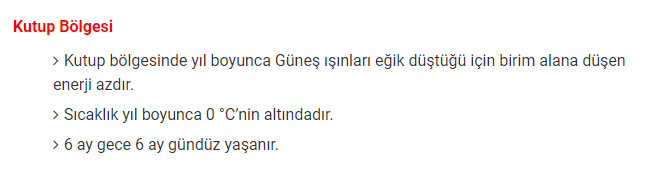 Kutup Bölgesi
> Kutup bölgesinde yıl boyunca Güneş ışınları eğik düştüğü için birim alana düşen
enerji azdır.
> Sıcaklık yıl boyunca 0 °C’nin altındadır.
> 6 ay gece 6 ay gündüz yaşanır.